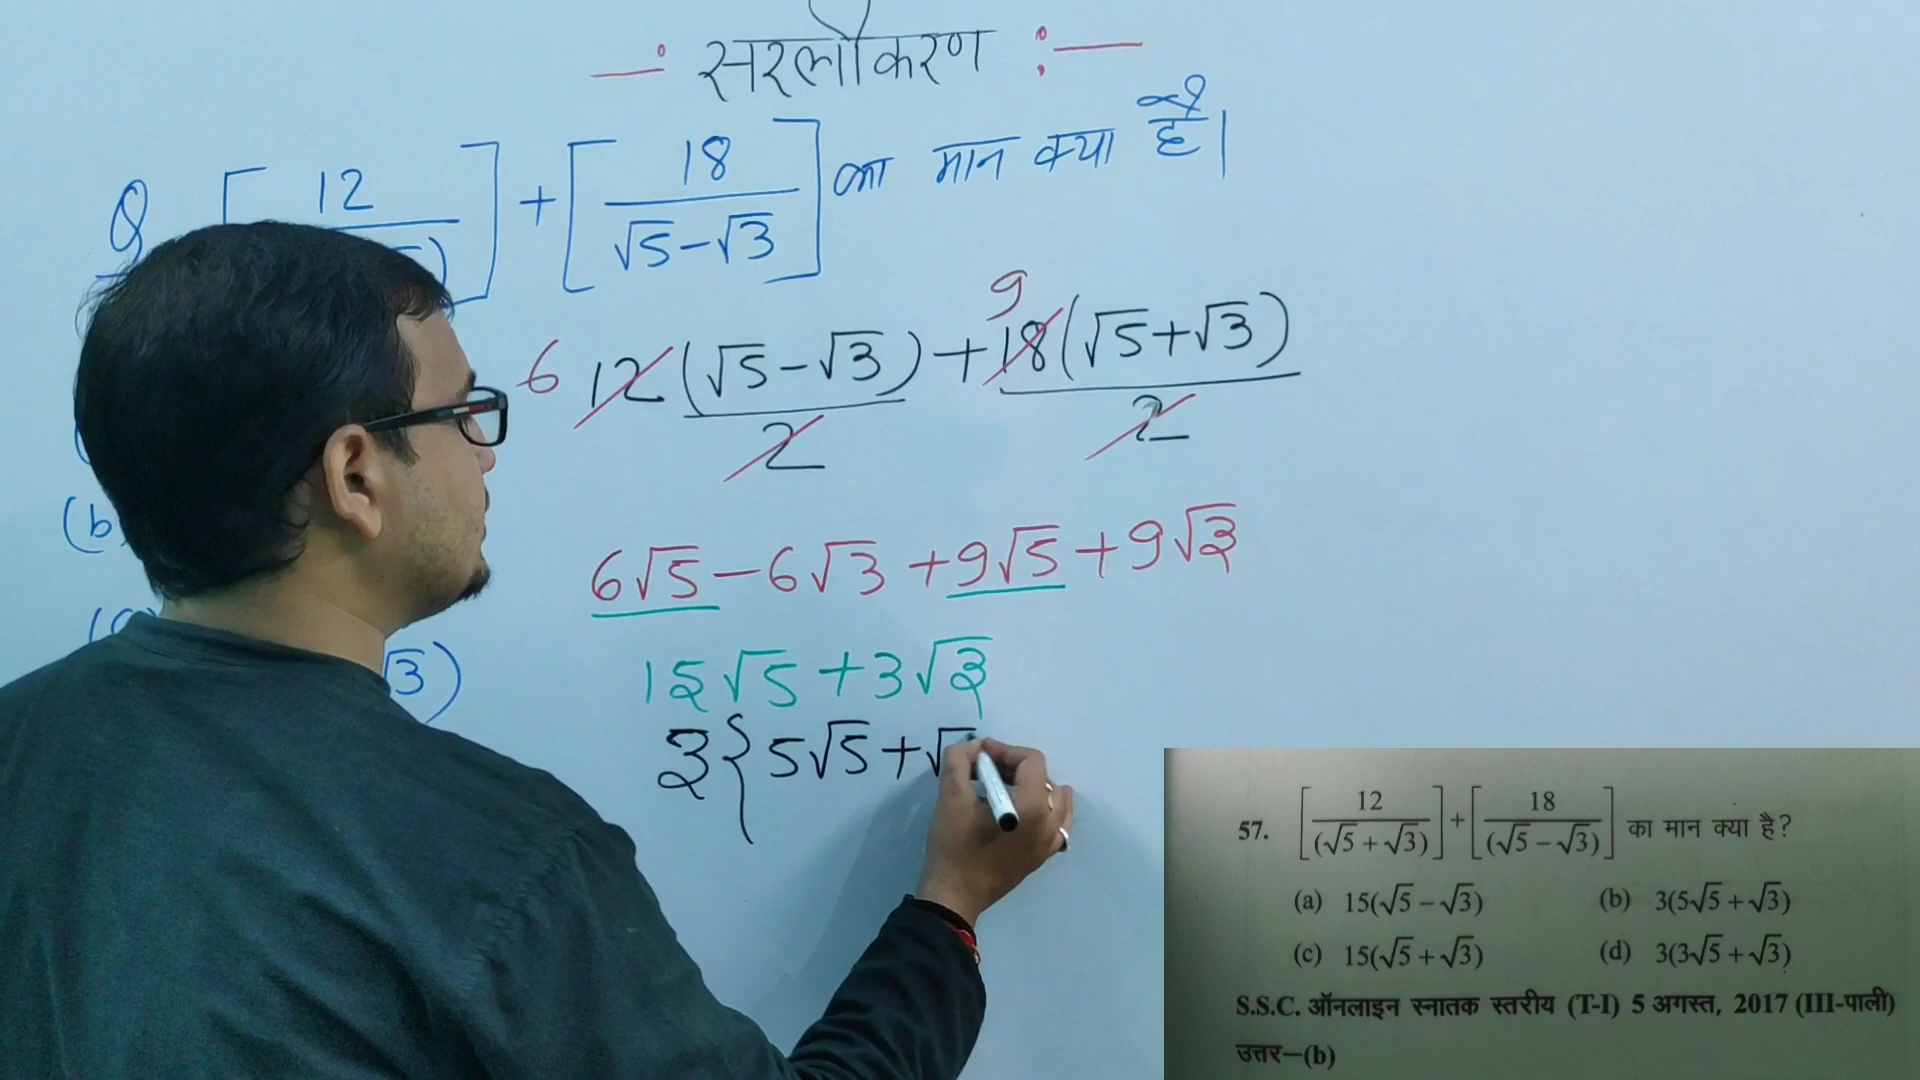 -: सरलीकरण :-
Q [12/ )] + [18/√5-√3] का मान क्या है।
6 9
12(√5-√3)/2 + 18(√5+√3)/2
(b
6√5-6√3+9√5+9√3
√3)
15√5+3√3
3{5√5+√
57. [12/(√5+√3)] + [18/(√5-√3)] का मान क्या है?
(a) 15(√5-√3) (b) 3(5√5+√3)
(c) 15(√5+√3) (d) 3(3√5+√3)
S.S.C. ऑनलाइन स्नातक स्तरीय (T-I) 5 अगस्त, 2017 (III-पाली)
उत्तर-(b)